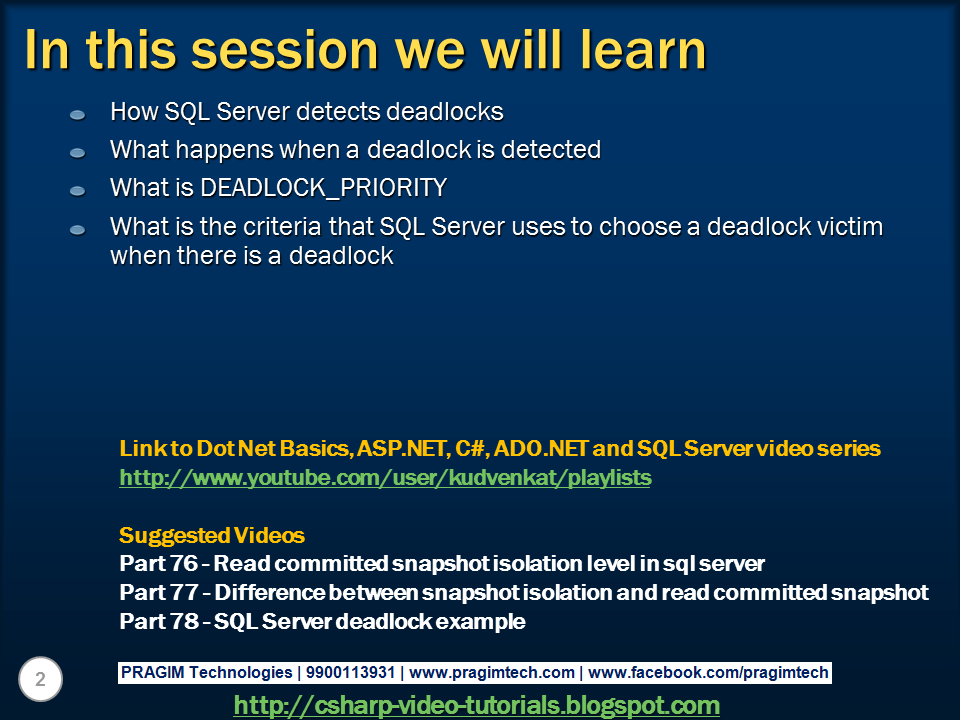 In this session we will learn
How SQL Server detects deadlocks
What happens when a deadlock is detected
What is DEADLOCK_PRIORITY
What is the criteria that SQL Server uses to choose a deadlock victim
when there is a deadlock
Link to Dot Net Basics, ASP.NET, C#, ADO.NET and SQL Server video series
http://www.youtube.com/user/kudvenkat/playlists
Suggested Videos
Part 76 - Read committed snapshot isolation level in sql server
Part 77 - Difference between snapshot isolation and read committed snapshot
Part 78 - SQL Server deadlock example
2
PRAGIM Technologies | 9900113931 | www.pragimtech.com | www.facebook.com/pragimtech
http://csharp-video-tutorials.blogspot.com